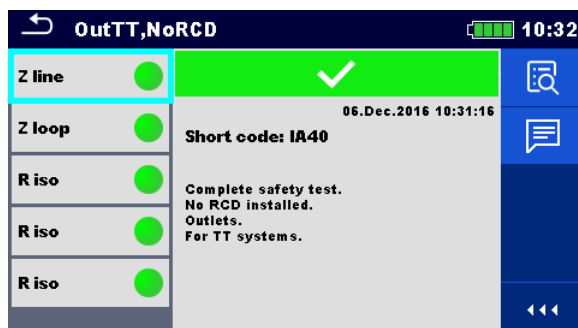 OutTT,NoRCD
10:32
Z line
Z loop
R iso
R iso
R iso
06.Dec.2016 10:31:16
Short code: IA40
Complete safety test.
No RCD installed.
Outlets.
For TT systems.